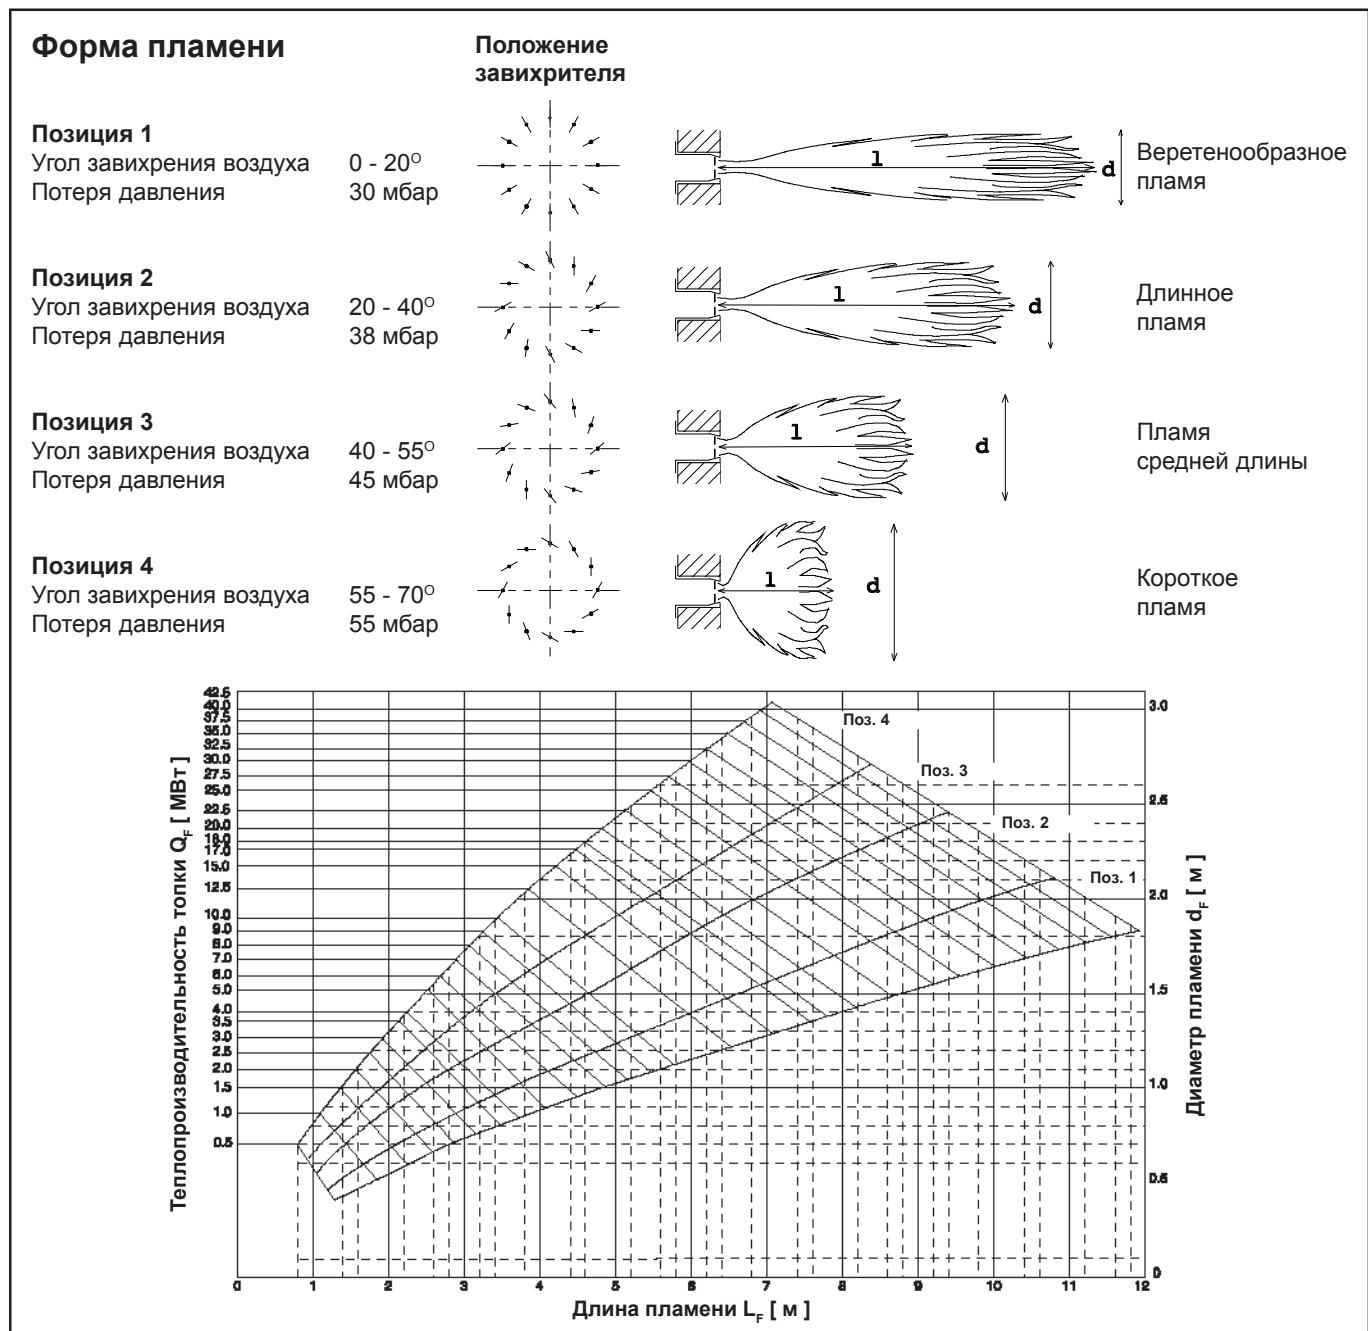 Форма пламени
Положение
завихрителя
Позиция 1
Угол завихрения воздуха 0 - 20°
Потеря давления 30 мбар
l
d
Веретенообразное
пламя
Позиция 2
Угол завихрения воздуха 20 - 40°
Потеря давления 38 мбар
l
d
Длинное
пламя
Позиция 3
Угол завихрения воздуха 40 - 55°
Потеря давления 45 мбар
l
d
Пламя
средней длины
Позиция 4
Угол завихрения воздуха 55 - 70°
Потеря давления 55 мбар
l
d
Короткое
пламя
Теплопроизводительность топки QF [ МВт ]
42.5
40.0
37.5
35.0
32.5
30.0
27.5
25.0
22.5
20.0
17.0
15.0
12.5
10.0
9.0
8.0
7.0
6.0
5.0
4.0
3.5
3.0
2.5
2.0
1.5
1.0
0.5
Поз. 4
Поз. 3
Поз. 2
Поз. 1
3.0
2.5
2.0
1.5
1.0
0.5
0
Диаметр пламени dF [ м ]
0 1 2 3 4 5 6 7 8 9 10 11 12
Длина пламени LF [ м ]